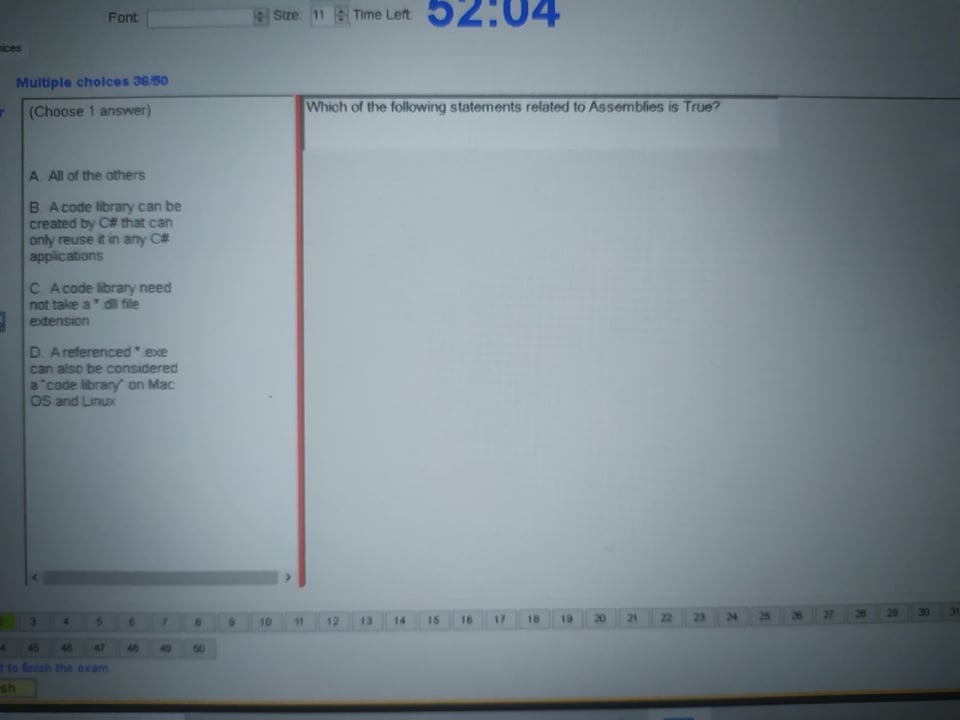 Font: Size: 11 Time Left: 52:04
oices
Multiple choices 36/50
(Choose 1 answer)
Which of the following statements related to Assemblies is True?
A. All of the others
B. A code library can be
created by C# that can
only reuse it in any C#
applications
C. A code library need
not take a *.dll file
extension
D. A referenced *.exe
can also be considered
a "code library" on Mac
OS and Linux
3 4 5 6 7 8 9 10 11 12 13 14 15 16 17 18 19 20 21 22 23 24 25 26 27 28 29 30 31
4 45 46 47 48 49 50
t to finish the exam
sh